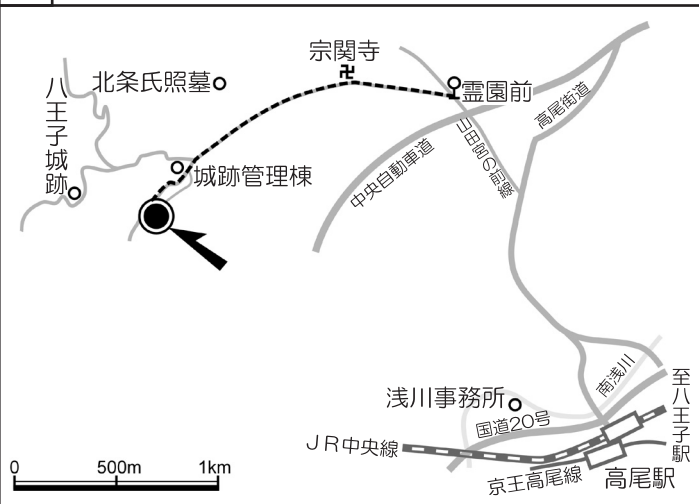 宗関寺
北条氏照墓
霊園前
八王子城跡
城跡管理棟
高尾街道
山田宮の前線
中央自動車道
南浅川
至八王子駅
浅川事務所
国道20号
JR中央線
京王高尾線
高尾駅
0 500m 1km